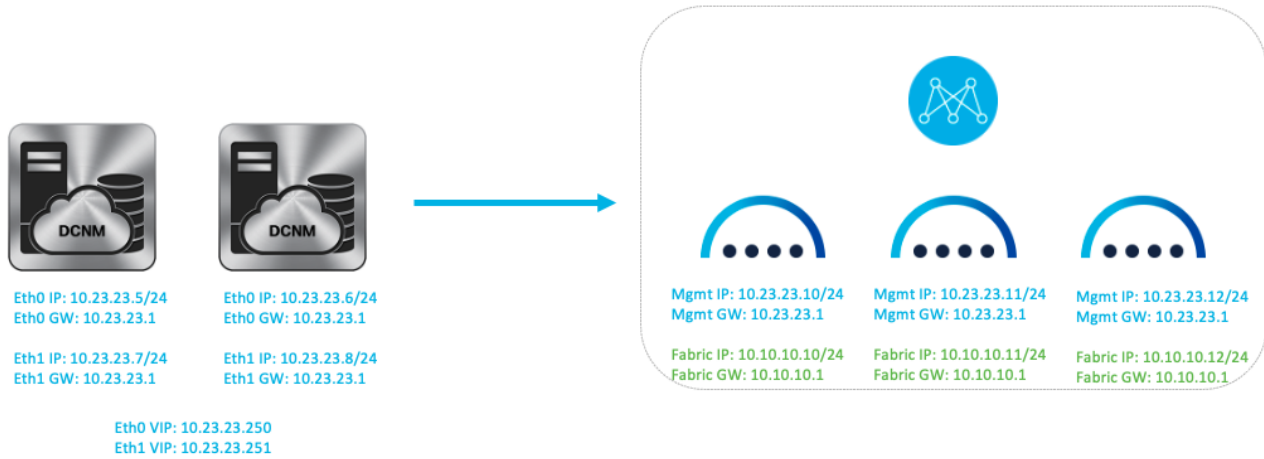 DCNM
DCNM
Eth0 IP: 10.23.23.5/24
Eth0 GW: 10.23.23.1
Eth1 IP: 10.23.23.7/24
Eth1 GW: 10.23.23.1
Eth0 IP: 10.23.23.6/24
Eth0 GW: 10.23.23.1
Eth1 IP: 10.23.23.8/24
Eth1 GW: 10.23.23.1
Eth0 VIP: 10.23.23.250
Eth1 VIP: 10.23.23.251
Mgmt IP: 10.23.23.10/24
Mgmt GW: 10.23.23.1
Fabric IP: 10.10.10.10/24
Fabric GW: 10.10.10.1
Mgmt IP: 10.23.23.11/24
Mgmt GW: 10.23.23.1
Fabric IP: 10.10.10.11/24
Fabric GW: 10.10.10.1
Mgmt IP: 10.23.23.12/24
Mgmt GW: 10.23.23.1
Fabric IP: 10.10.10.12/24
Fabric GW: 10.10.10.1